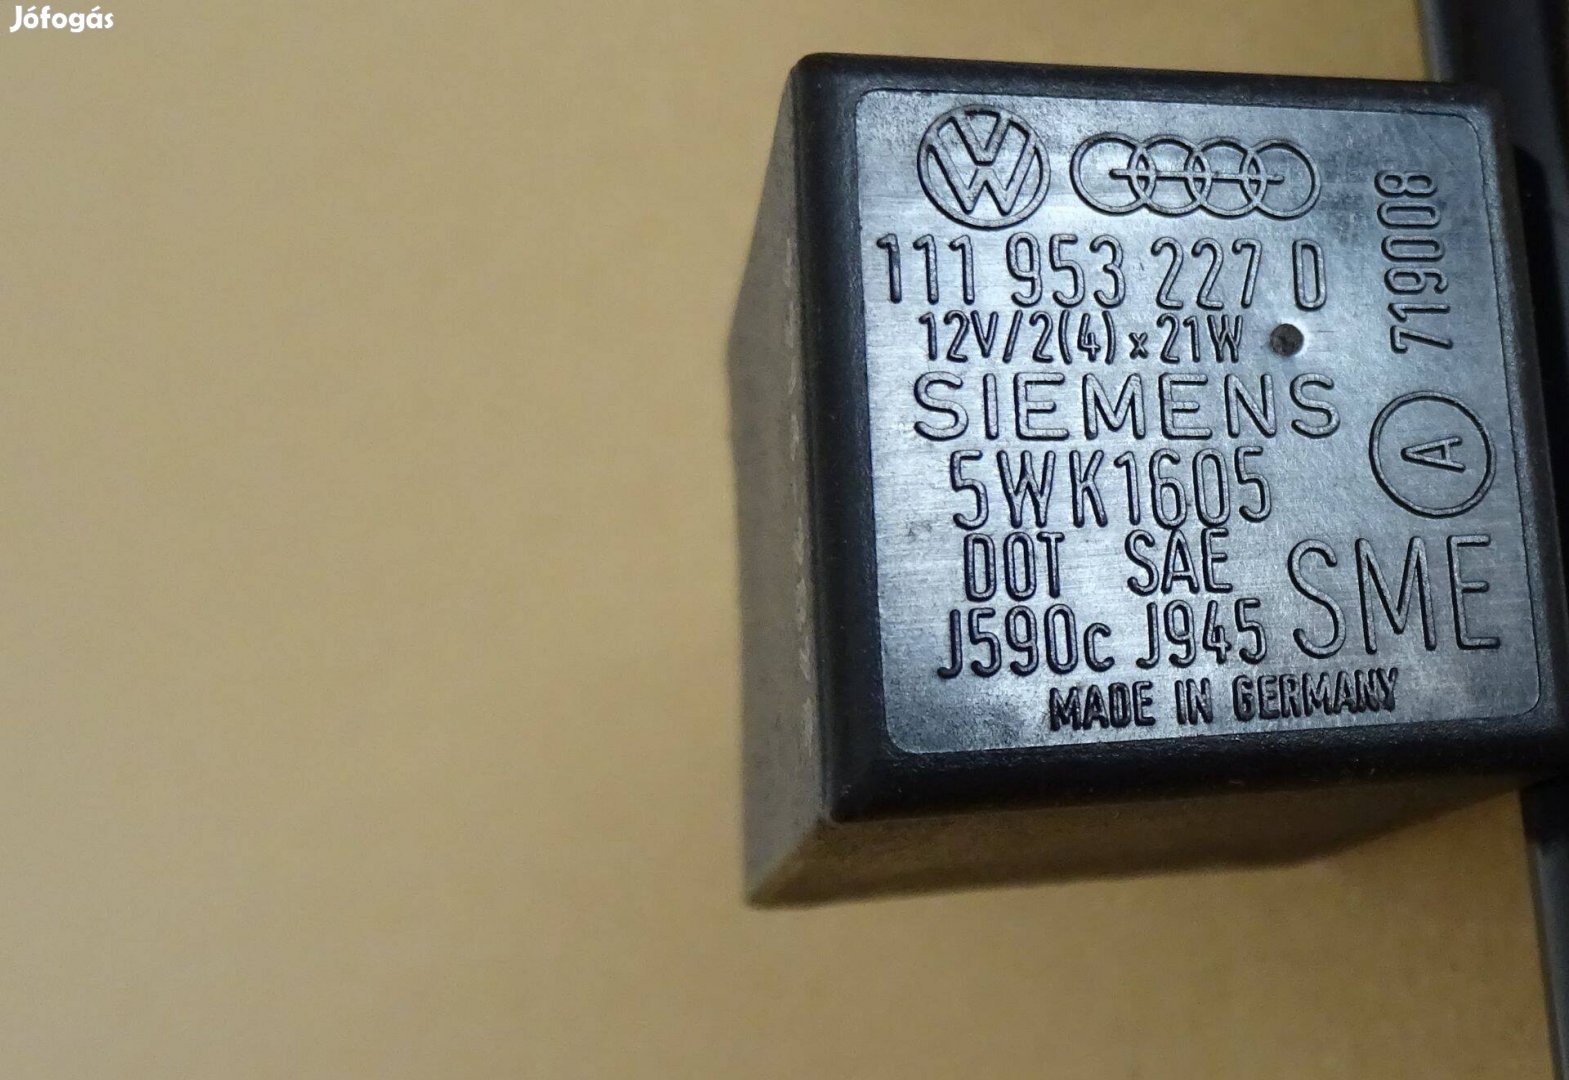 Jófogás
VW
111 953 227 D
12V/2(4)x21W
SIEMENS
5WK1605
DOT SAE
J590c J945
SME
MADE IN GERMANY
719008
A